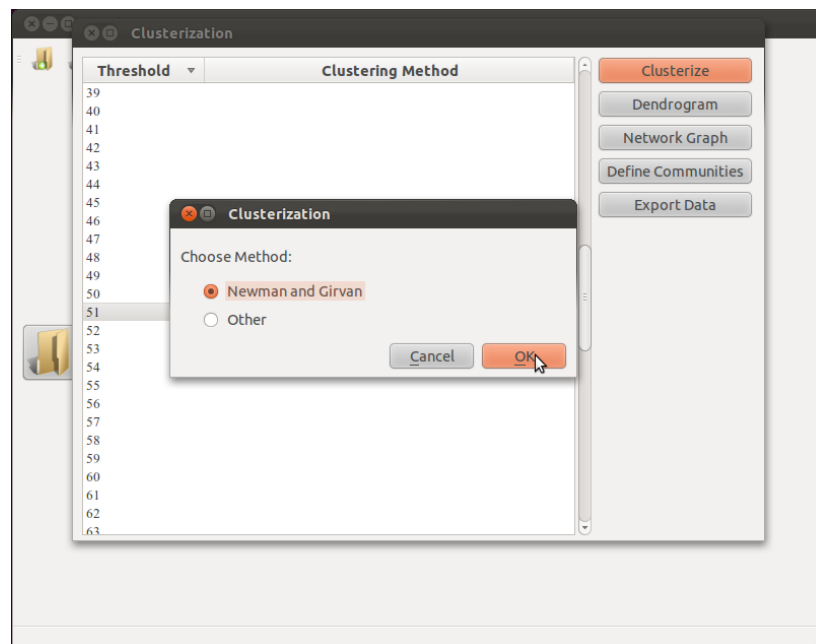 Clusterization
Threshold Clustering Method
39
40
41
42
43
44
45
46
47
48
49
50
51
52
53
54
55
56
57
58
59
60
61
62
63
Clusterize
Dendrogram
Network Graph
Define Communities
Export Data
Clusterization
Choose Method:
Newman and Girvan
Other
Cancel
OK